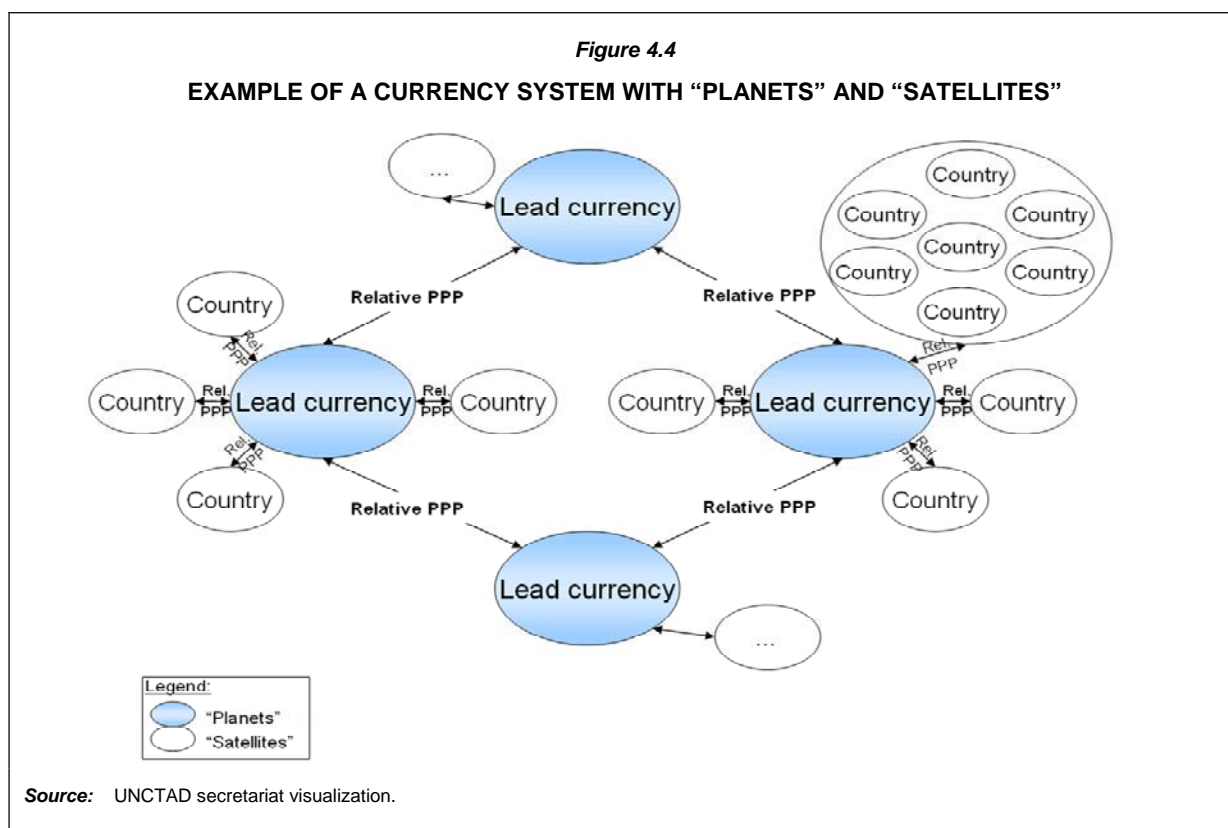 Figure 4.4
EXAMPLE OF A CURRENCY SYSTEM WITH “PLANETS” AND “SATELLITES”
...
Lead currency
Country
Country
Country
Country
Country
Country
Country
Relative PPP
Relative PPP
Country
Rel.
PPP
Rel.
PPP
Country
Rel.
PPP
Lead currency
Rel.
PPP
Country
Country
Rel.
PPP
Lead currency
Rel.
PPP
Country
Rel.
PPP
Country
Rel.
PPP
Country
Relative PPP
Relative PPP
Lead currency
...
Legend:
“Planets”
“Satellites”
Source: UNCTAD secretariat visualization.